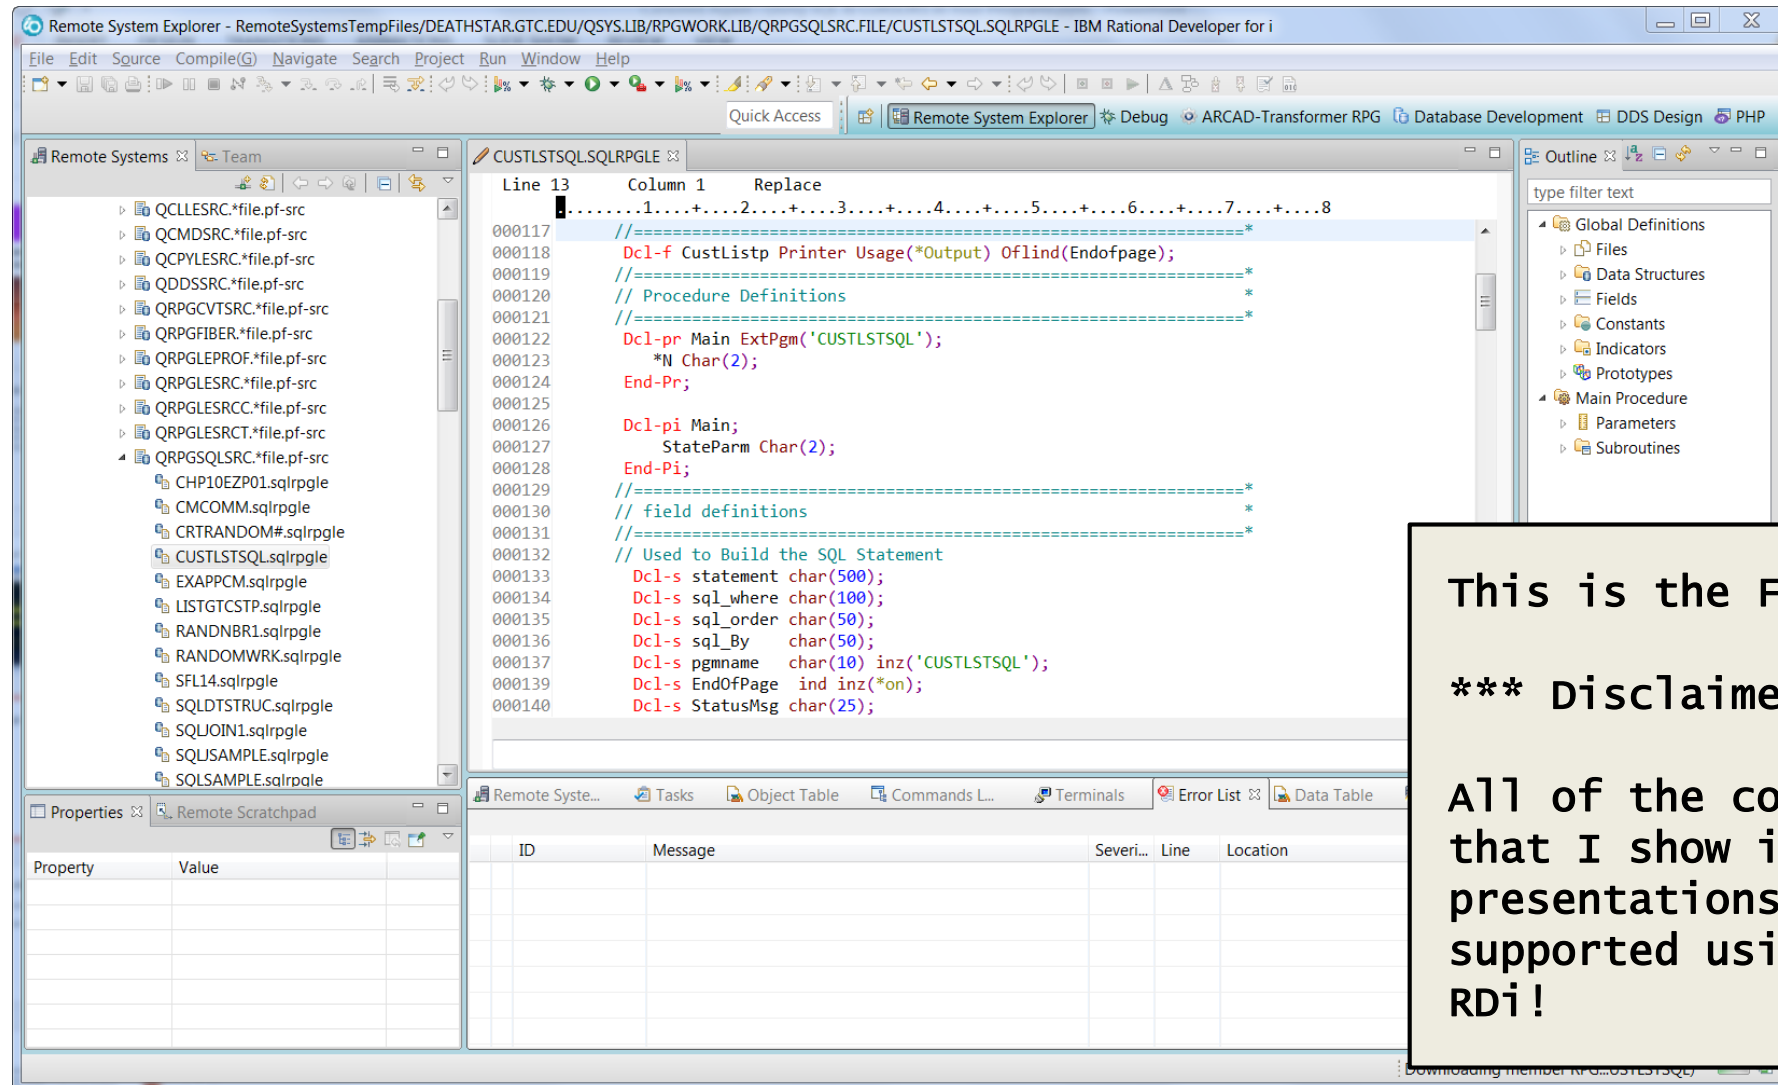 Remote System Explorer - RemoteSystemsTempFiles/DEATHSTAR.GTC.EDU/QSYS.LIB/RPGWORK.LIB/QRPGSQLSRC.FILE/CUSTLSTSQL.SQLRPGLE - IBM Rational Developer for i
File Edit Source Compile(G) Navigate Search Project Run Window Help
Quick Access Remote System Explorer Debug ARCAD-Transformer RPG Database Development DDS Design PHP
Remote Systems Team
QCLLESRC.*file.pf-src
QCMDSRC.*file.pf-src
QCPYLESRC.*file.pf-src
QDDSSRC.*file.pf-src
QRPGCVTSRC.*file.pf-src
QRPGFIBER.*file.pf-src
QRPGLEPROF.*file.pf-src
QRPGLESRC.*file.pf-src
QRPGLESRCC.*file.pf-src
QRPGLESRCT.*file.pf-src
QRPGSQLSRC.*file.pf-src
CHP10EZP01.sqlrpgle
CMCOMM.sqlrpgle
CRTRANDOM#.sqlrpgle
CUSTLSTSQL.sqlrpgle
EXAPPCM.sqlrpgle
LISTGTCSTP.sqlrpgle
RANDNBR1.sqlrpgle
RANDOMWRK.sqlrpgle
SFL14.sqlrpgle
SQLDTSTRUC.sqlrpgle
SQLJOIN1.sqlrpgle
SQLJSAMPLE.sqlrpgle
SQLSAMPLE.sqlrpgle
CUSTLSTSQL.SQLRPGLE
Line 13 Column 1 Replace
.........1....+....2....+....3....+....4....+....5....+....6....+....7....+....8
000117 //===============================================================*
000118 Dcl-f CustListp Printer Usage(*Output) Oflind(Endofpage);
000119 //===============================================================*
000120 // Procedure Definitions *
000121 //===============================================================*
000122 Dcl-pr Main ExtPgm('CUSTLSTSQL');
000123 *N Char(2);
000124 End-Pr;
000125
000126 Dcl-pi Main;
000127 StateParm Char(2);
000128 End-Pi;
000129 //===============================================================*
000130 // field definitions *
000131 //===============================================================*
000132 // Used to Build the SQL Statement
000133 Dcl-s statement char(500);
000134 Dcl-s sql_where char(100);
000135 Dcl-s sql_order char(50);
000136 Dcl-s sql_By char(50);
000137 Dcl-s pgmname char(10) inz('CUSTLSTSQL');
000139 Dcl-s EndOfPage ind inz(*on);
000140 Dcl-s StatusMsg char(25);
Outline
type filter text
Global Definitions
Files
Data Structures
Fields
Constants
Indicators
Prototypes
Main Procedure
Parameters
Subroutines
Properties Remote Scratchpad
Property Value
Remote Syste... Tasks Object Table Commands L... Terminals Error List Data Table
ID Message Severi... Line Location
This is the F
*** Disclaime
All of the co
that I show i
presentations
supported usi
RDi!